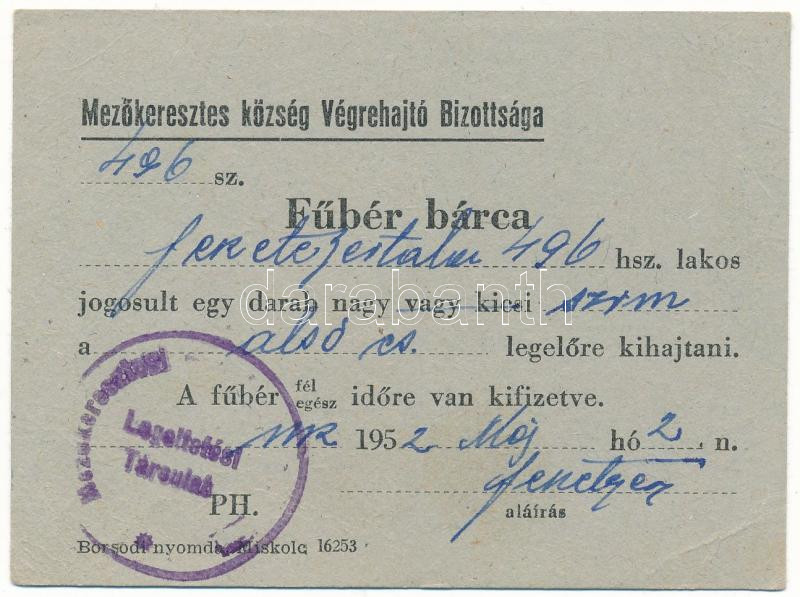 Mezőkeresztes község Végrehajtó Bizottsága
496 sz.
Fűbér bárca
496 hsz. lakos
jogosult egy darab nagy vagy kicsi szvm
a alsó cs. legelőre kihajtani.
A fűbér fél egész időre van kifizetve.
mk 1952 Máj hó 2 n.
PH.
aláírás
Mezőkeresztesi
Legeltetési
Társulat
Borsodi nyomda, Miskolc 16253
darabanth